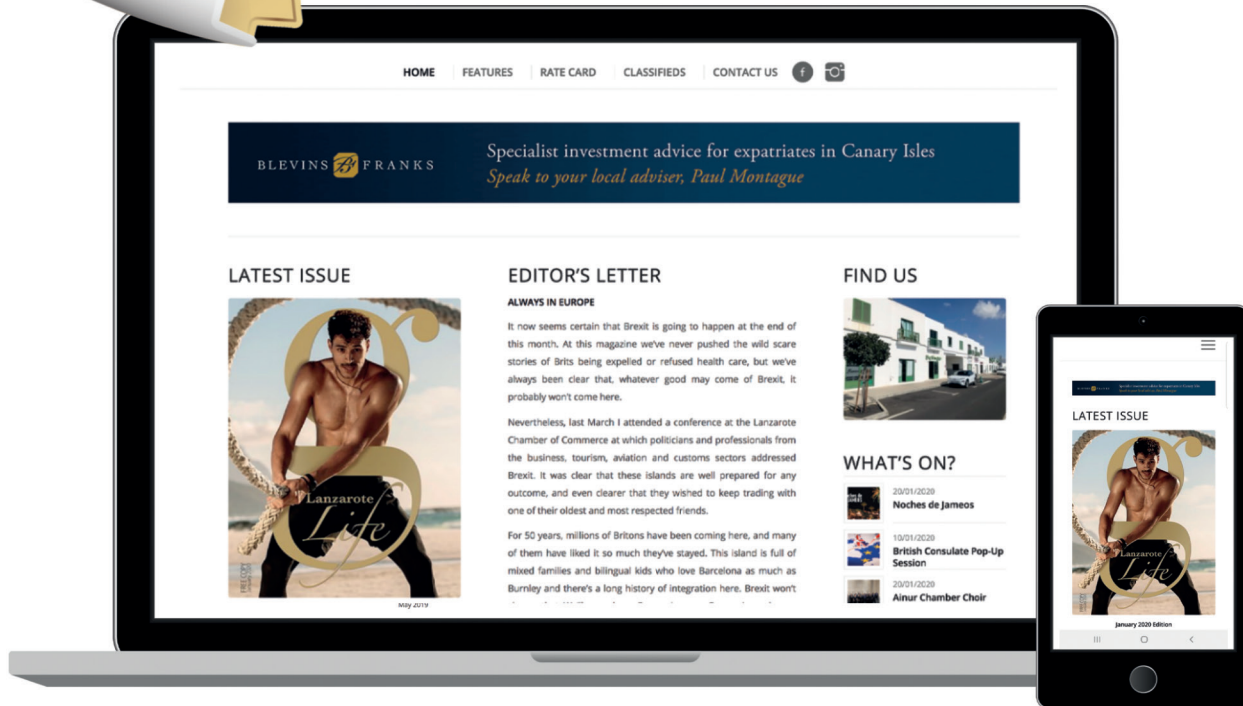 HOME FEATURES RATE CARD CLASSIFIEDS CONTACT US f
BLEVINS BF FRANKS
Specialist investment advice for expatriates in Canary Isles
Speak to your local adviser, Paul Montague
LATEST ISSUE
Lanzarote
Life
FREE COPY
May 2019
EDITOR'S LETTER
ALWAYS IN EUROPE
It now seems certain that Brexit is going to happen at the end of
this month. At this magazine we've never pushed the wild scare
stories of Brits being expelled or refused health care, but we've
always been clear that, whatever good may come of Brexit, it
probably won't come here.
Nevertheless, last March I attended a conference at the Lanzarote
Chamber of Commerce at which politicians and professionals from
the business, tourism, aviation and customs sectors addressed
Brexit. It was clear that these islands are well prepared for any
outcome, and even clearer that they wished to keep trading with
one of their oldest and most respected friends.
For 50 years, millions of Britons have been coming here, and many
of them have liked it so much they've stayed. This island is full of
mixed families and bilingual kids who love Barcelona as much as
Burnley and there's a long history of integration here. Brexit won't
FIND US
WHAT'S ON?
20/01/2020
Noches de Jameos
10/01/2020
British Consulate Pop-Up
Session
20/01/2020
Ainur Chamber Choir
LATEST ISSUE
Lanzarote
Life
January 2020 Edition